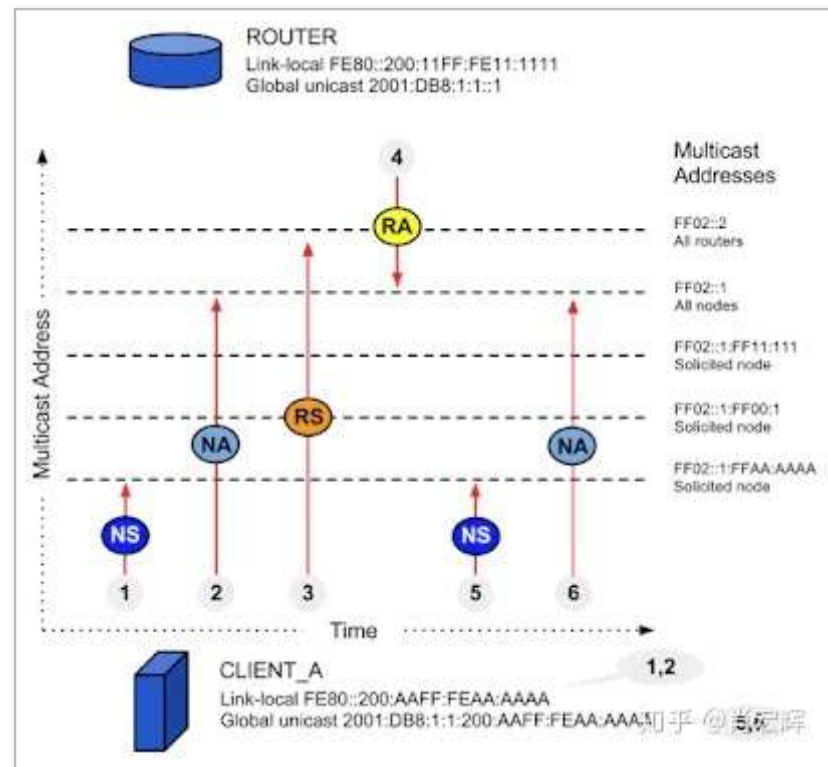 ROUTER
Link-local FE80::200:11FF:FE11:1111
Global unicast 2001:DB8:1:1::1
4
Multicast
Addresses
RA
FF02::2
All routers
FF02::1
All nodes
FF02::1:FF11:111
Solicited node
Multicast Address
RS
FF02::1:FF00:1
Solicited node
NA
NA
FF02::1:FFAA:AAAA
Solicited node
NS
NS
1
2
3
5
6
Time
CLIENT_A
1,2
Link-local FE80::200:AAFF:FEAA:AAAA
Global unicast 2001:DB8:1:1:200:AAFF:FEAA:AAA
知乎